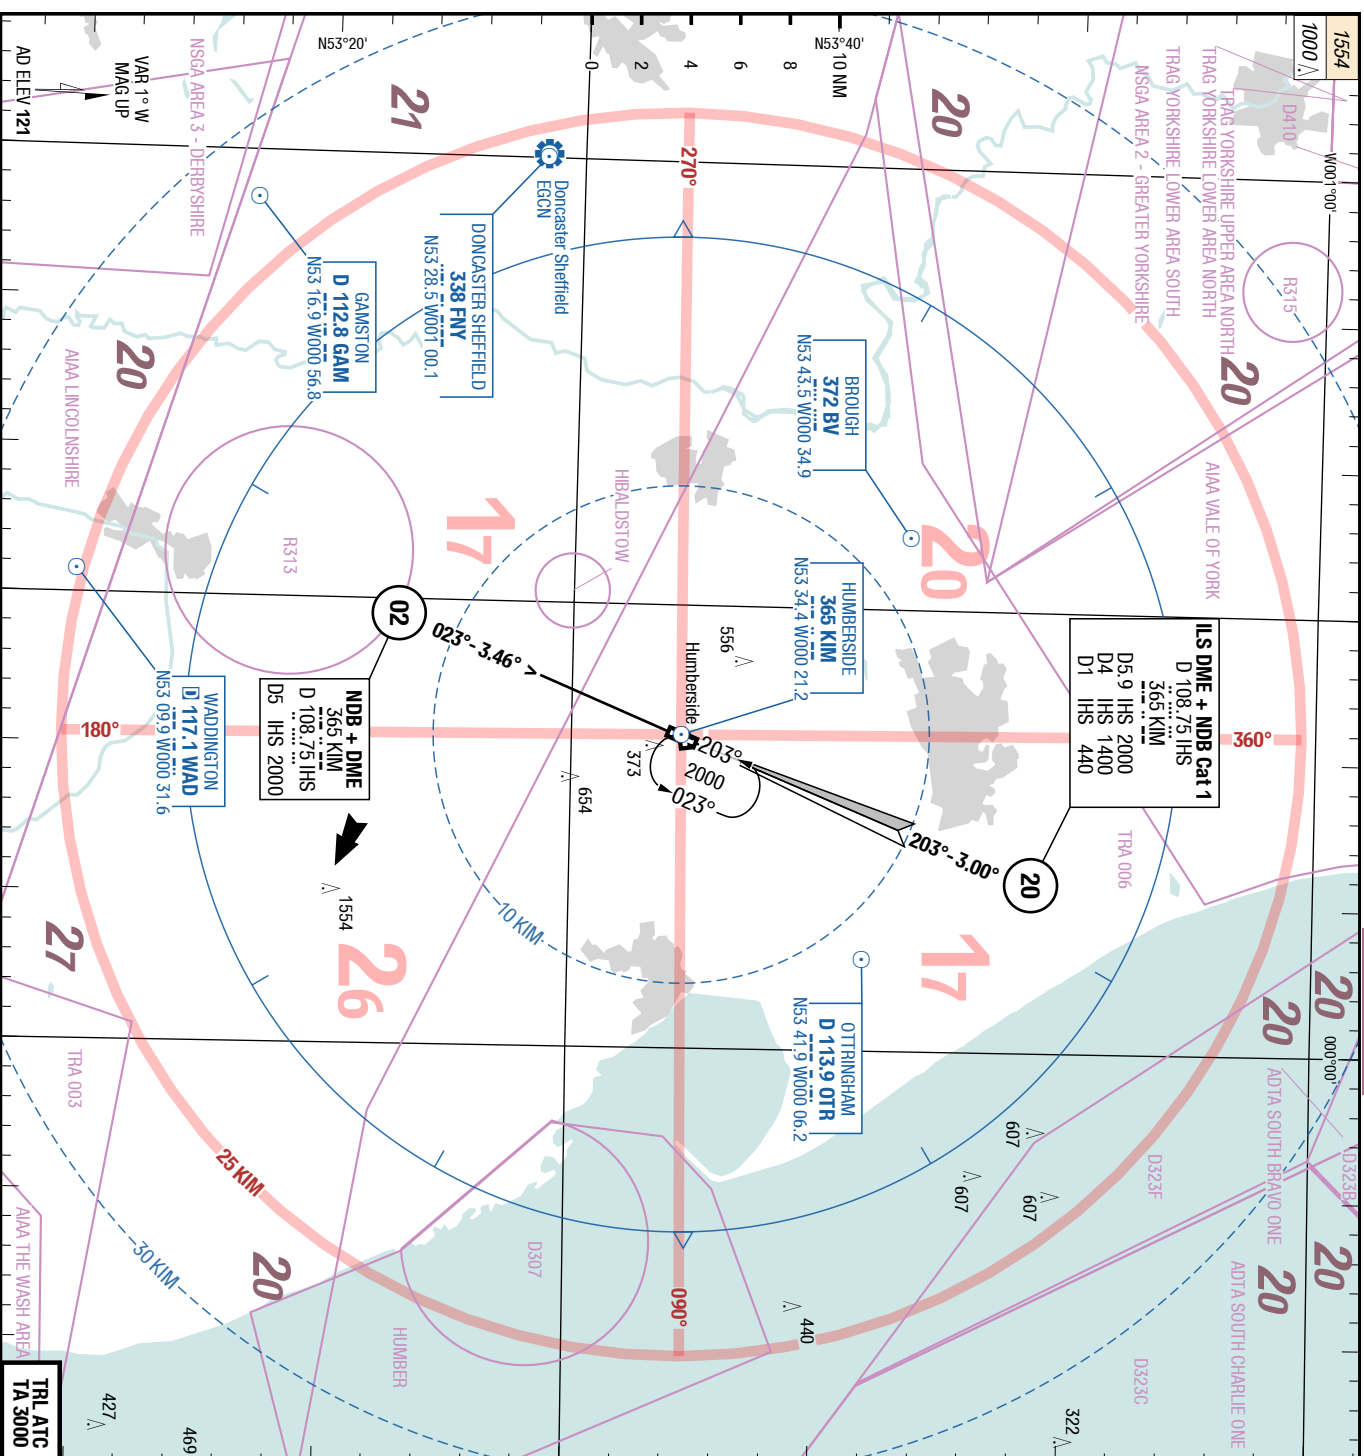 1554
1000
TRL ATC
TA 3000
AD ELEV 121
VAR 1° W
MAG UP
N53°20'
N53°40'
W001°00'
000°00'
0
2
4
6
8
10 NM
NSGA AREA 3 - DERBYSHIRE
TRAG YORKSHIRE UPPER AREA NORTH
TRAG YORKSHIRE LOWER AREA NORTH
TRAG YORKSHIRE LOWER AREA SOUTH
NSGA AREA 2 - GREATER YORKSHIRE
D410
R315
AIAA VALE OF YORK
AIAA LINCOLNSHIRE
R313
HIBALDSTOW
TRA 006
TRA 003
AIAA THE WASH AREA
HUMBER
D307
D323F
D323B
D323C
ADTA SOUTH BRAVO ONE
ADTA SOUTH CHARLIE ONE
21
20
20
20
27
20
20
20
20
20
17
20
26
17
270°
360°
180°
090°
25 KIM
10 KIM
30 KIM
Doncaster Sheffield
EGCN
DONCASTER SHEFFIELD
338 FNY
N53 28.5 W001 00.1
GAMSTON
D 112.8 GAM
N53 16.9 W000 56.8
BROUGH
372 BV
N53 43.5 W000 34.9
HUMBERSIDE
365 KIM
N53 34.4 W000 21.2
WADDINGTON
D 117.1 WAD
N53 09.9 W000 31.6
OTTRINGHAM
D 113.9 OTR
N53 41.9 W000 06.2
ILS DME + NDB Cat 1
D 108.75 IHS
365 KIM
D5.9 IHS 2000
D4 IHS 1400
D1 IHS 440
NDB + DME
365 KIM
D 108.75 IHS
D5 IHS 2000
02
20
023°-3.46°
203°-3.00°
Humberside
203°
2000
023°
556
373
654
1554
607
607
607
440
322
427
469